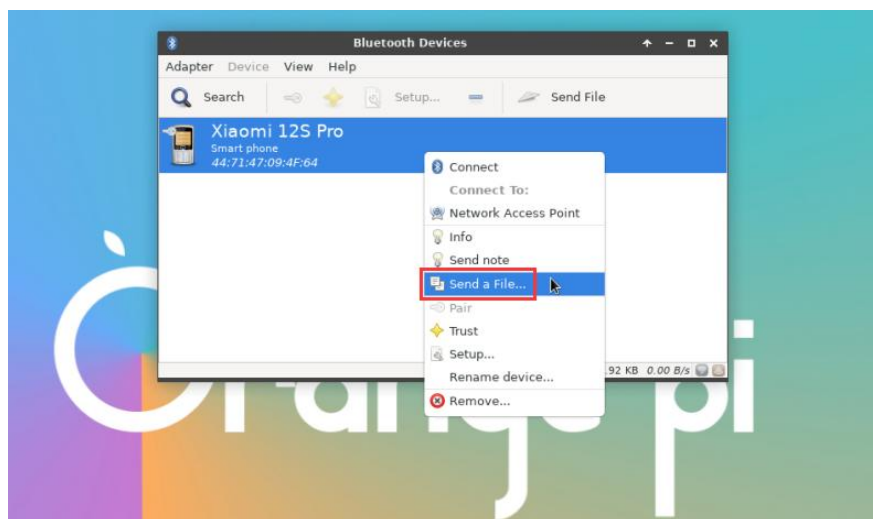 Bluetooth Devices
Adapter Device View Help
Search Setup... Send File
Xiaomi 12S Pro
Smart phone
44:71:47:09:4F:64
Connect
Connect To:
Network Access Point
Info
Send note
Send a File...
Pair
Trust
Setup...
Rename device...
Remove...
.92 KB 0.00 B/s
Orange pi